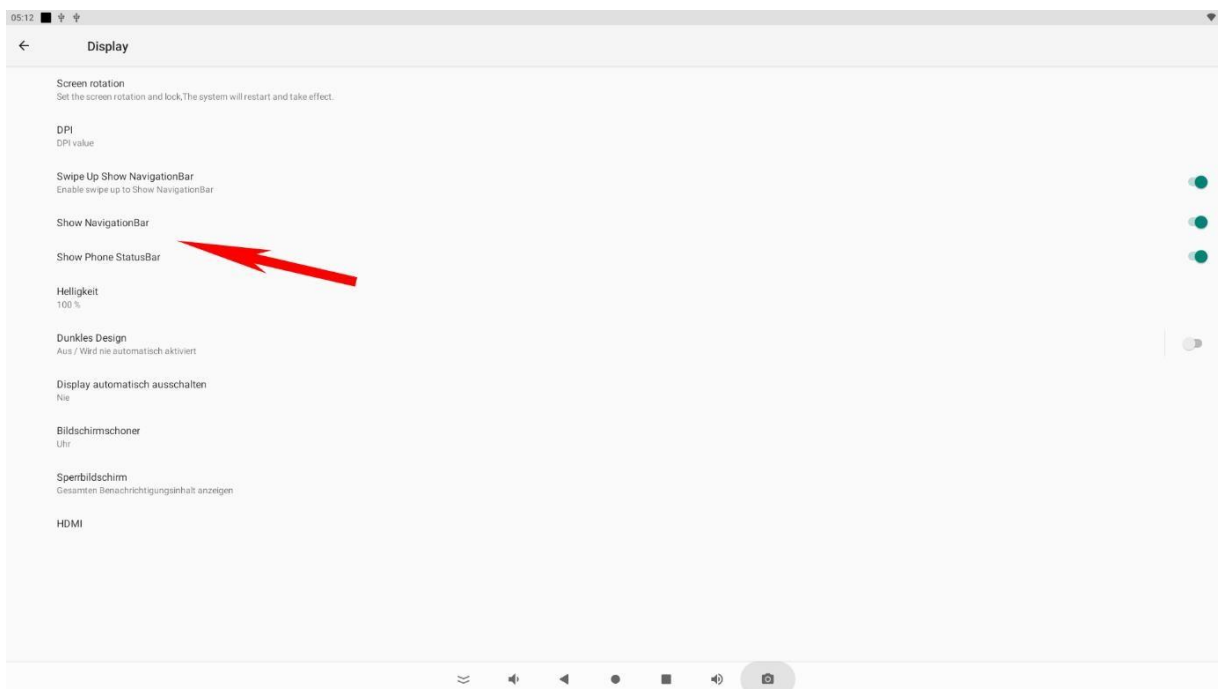 05:12
Display
Screen rotation
Set the screen rotation and lock,The system will restart and take effect.
DPI
DPI value
Swipe Up Show NavigationBar
Enable swipe up to Show NavigationBar
Show NavigationBar
Show Phone StatusBar
Helligkeit
100 %
Dunkles Design
Aus / Wird nie automatisch aktiviert
Display automatisch ausschalten
Nie
Bildschirmschoner
Uhr
Sperrbildschirm
Gesamten Benachrichtigungsinhalt anzeigen
HDMI